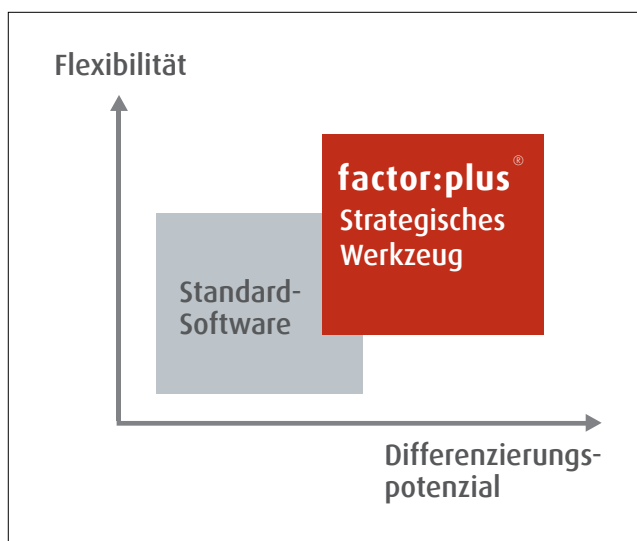 Flexibilität
factor:plus®
Strategisches
Werkzeug
Standard-
Software
Differenzierungs-
potenzial